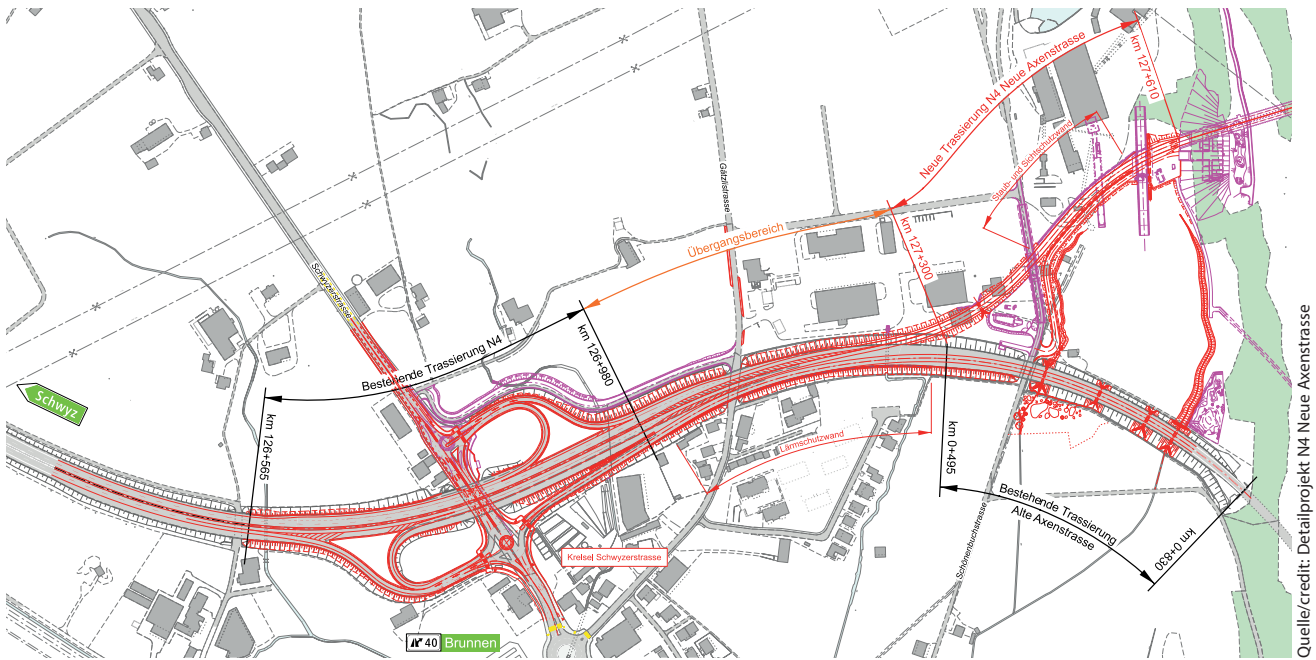 Neue Trassierung N4 Neue Axenstrasse
km 127+610
Staub- und Sichtschutzwand
Gätzlistrasse
Übergangsbereich
km 127+300
Schwyzerstrasse
Bestehende Trassierung N4
km 126+980
Schwyz
km 126+565
Lärmschutzwand
km 0+495
Bestehende Trassierung
Alte Axenstrasse
km 0+830
Schönenbuchstrasse
Kreisel Schwyzerstrasse
40 Brunnen
Quelle/credit: Detailprojekt N4 Neue Axenstrasse